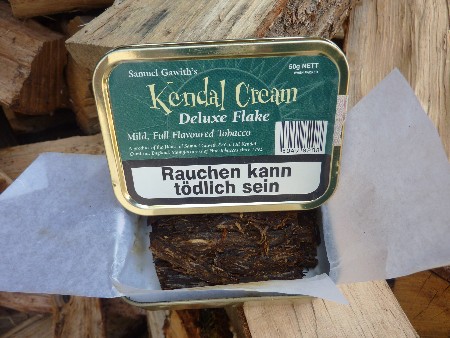 Samuel Gawith's
50g NETT
Kendal Cream
Deluxe Flake
Mild, Full Flavoured Tobacco
Rauchen kann
tödlich sein